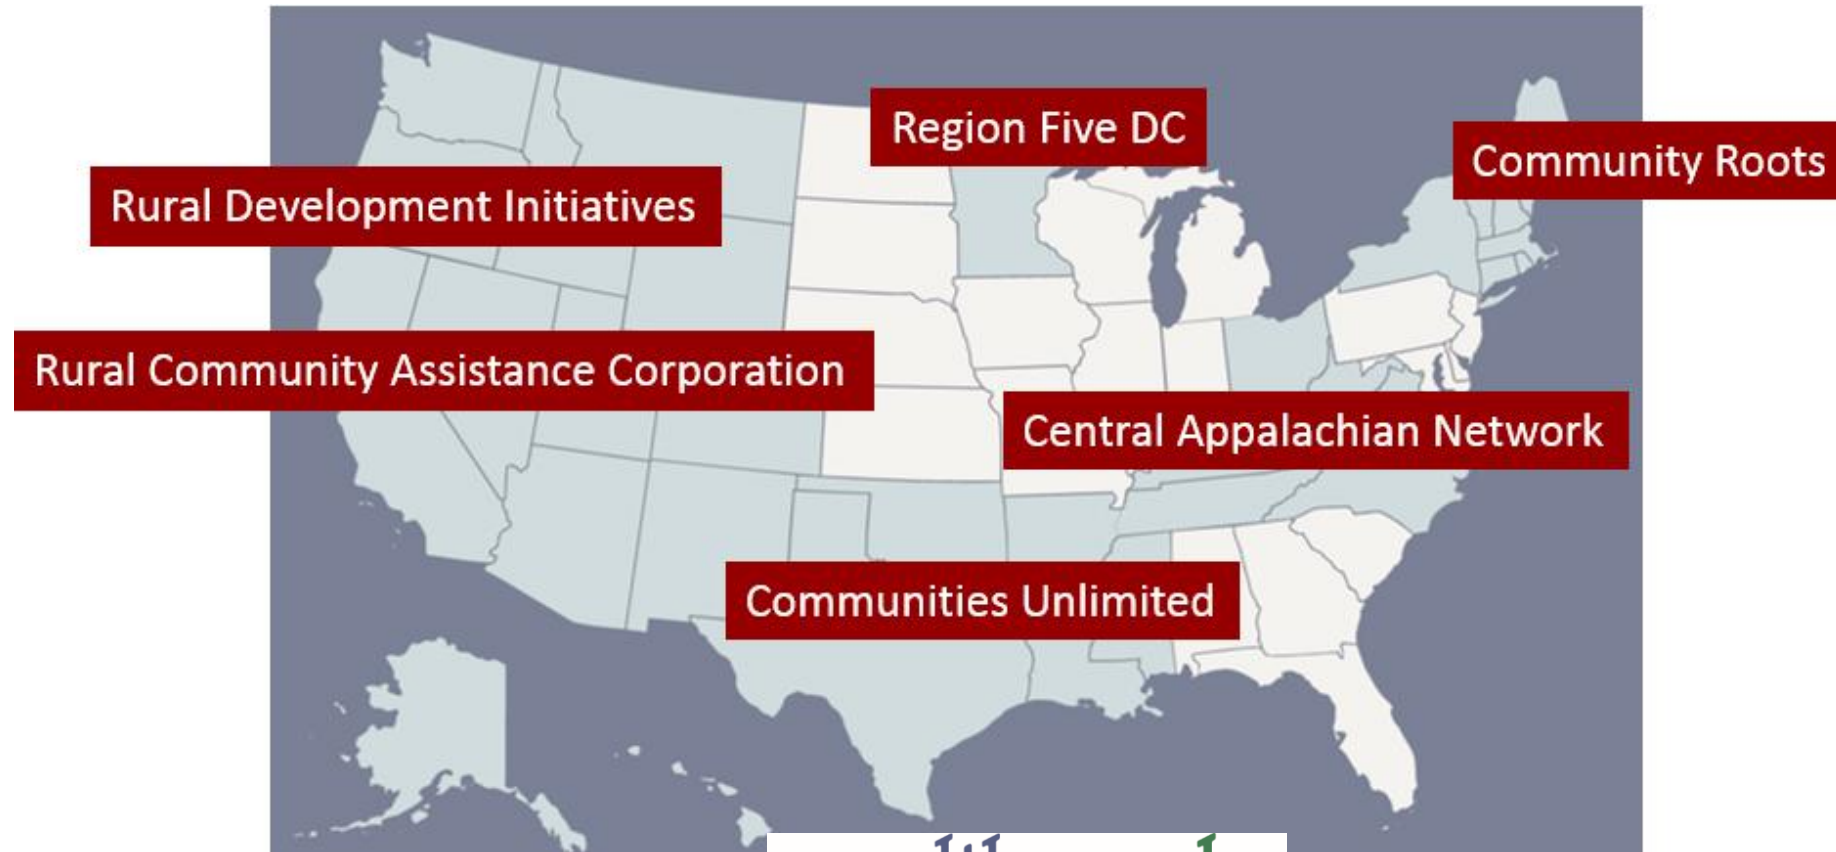 Region Five DC
Community Roots
Rural Development Initiatives
Rural Community Assistance Corporation
Central Appalachian Network
Communities Unlimited